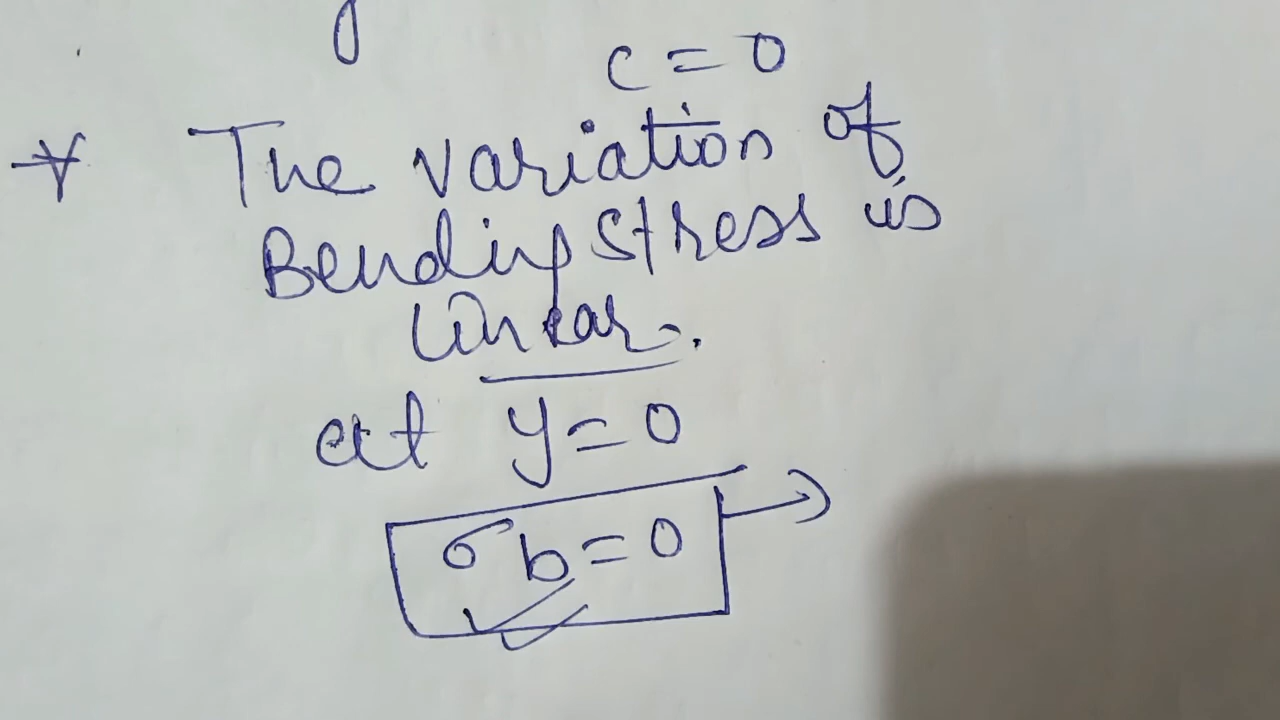 c = 0
* The variation of
Bending stress is
linear.
at y = 0
σb = 0